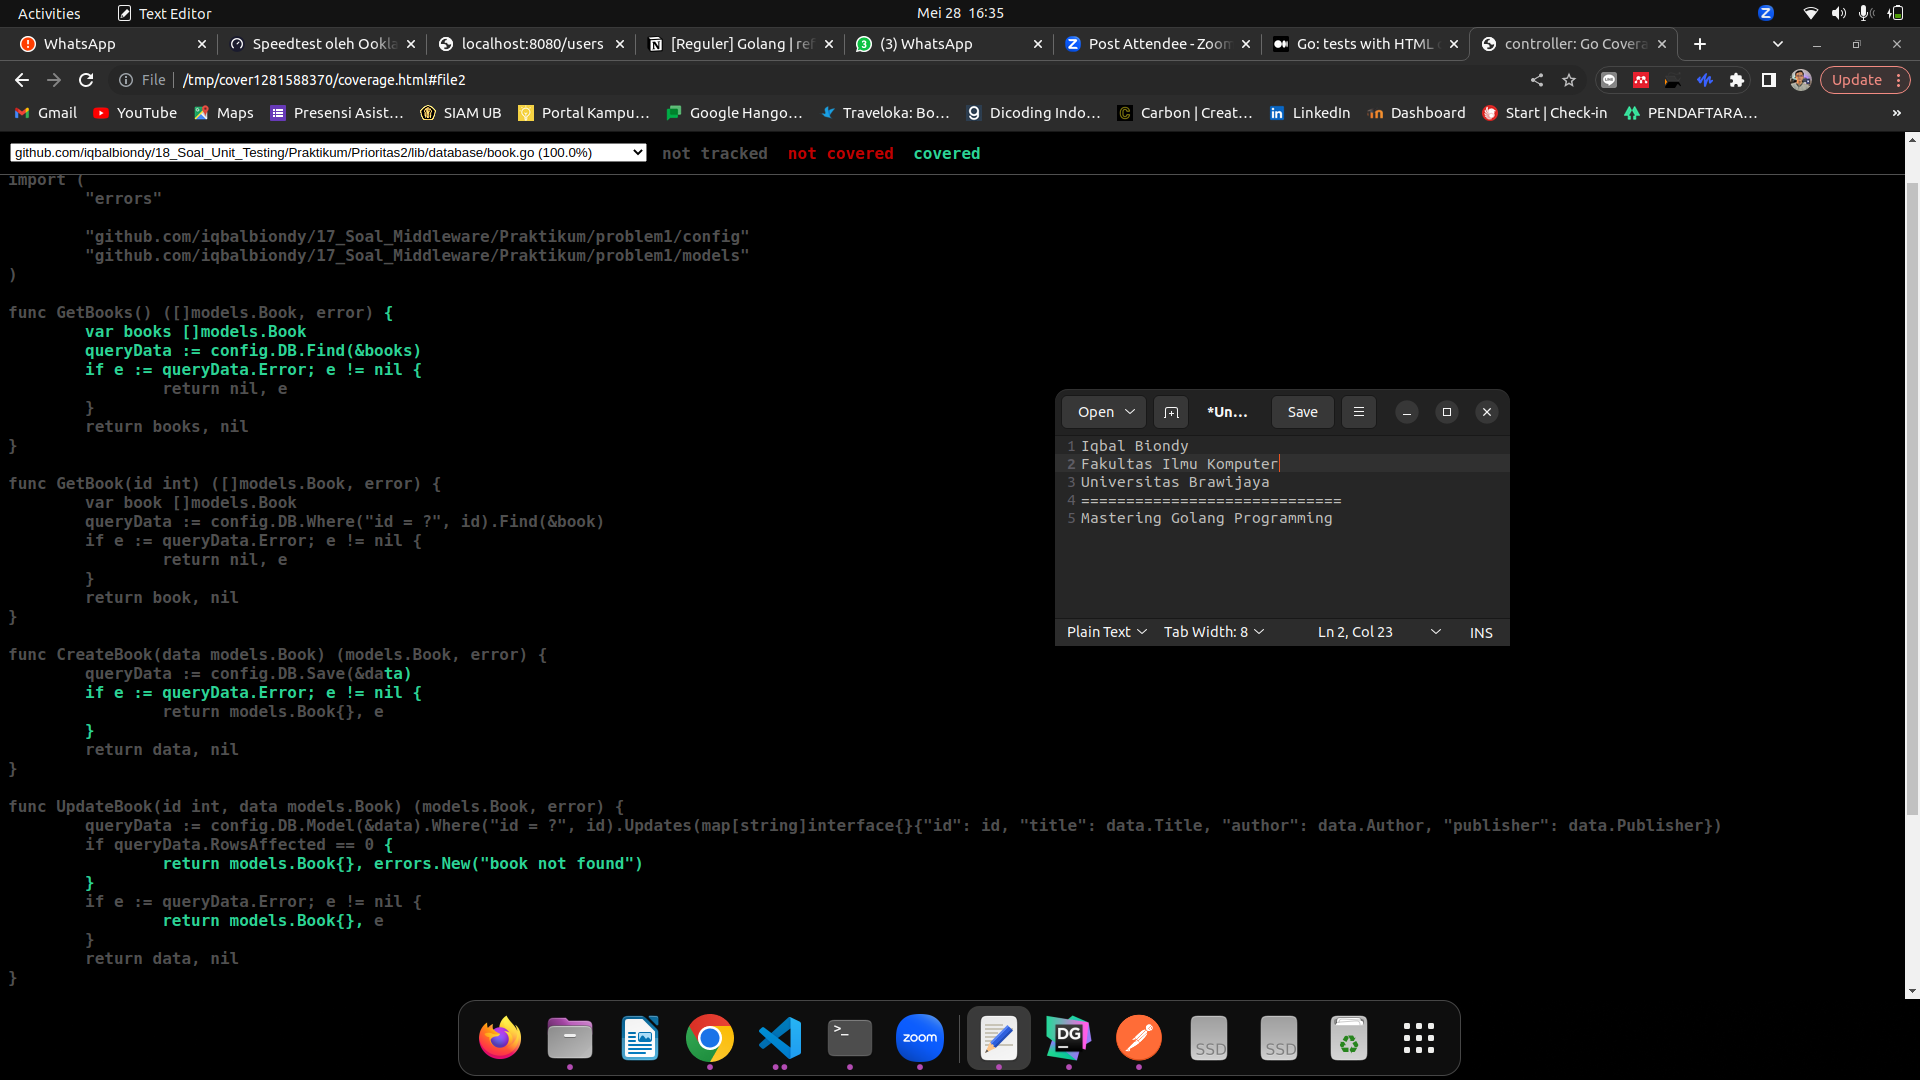 Activities Text Editor Mei 28 16:35
WhatsApp Speedtest oleh Ookla localhost:8080/users [Reguler] Golang | ref (3) WhatsApp Post Attendee - Zoom Go: tests with HTML controller: Go Covera
File /tmp/cover1281588370/coverage.html#file2 Update
Gmail YouTube Maps Presensi Asist... SIAM UB Portal Kampu... Google Hango... Traveloka: Bo... Dicoding Indo... Carbon | Creat... LinkedIn Dashboard Start | Check-in PENDAFTARA... »
github.com/iqbalbiondy/18_Soal_Unit_Testing/Praktikum/Prioritas2/lib/database/book.go (100.0%) not tracked not covered covered
import (
"errors"
"github.com/iqbalbiondy/17_Soal_Middleware/Praktikum/problem1/config"
"github.com/iqbalbiondy/17_Soal_Middleware/Praktikum/problem1/models"
)
func GetBooks() ([]models.Book, error) {
var books []models.Book
queryData := config.DB.Find(&books)
if e := queryData.Error; e != nil {
return nil, e
}
return books, nil
}
func GetBook(id int) ([]models.Book, error) {
var book []models.Book
queryData := config.DB.Where("id = ?", id).Find(&book)
if e := queryData.Error; e != nil {
return nil, e
}
return book, nil
}
func CreateBook(data models.Book) (models.Book, error) {
queryData := config.DB.Save(&data)
if e := queryData.Error; e != nil {
return models.Book{}, e
}
return data, nil
}
func UpdateBook(id int, data models.Book) (models.Book, error) {
queryData := config.DB.Model(&data).Where("id = ?", id).Updates(map[string]interface{}{"id": id, "title": data.Title, "author": data.Author, "publisher": data.Publisher})
if queryData.RowsAffected == 0 {
return models.Book{}, errors.New("book not found")
}
if e := queryData.Error; e != nil {
return models.Book{}, e
}
return data, nil
}
Open *Un... Save
1 Iqbal Biondy
2 Fakultas Ilmu Komputer
3 Universitas Brawijaya
4 =============================
5 Mastering Golang Programming
Plain Text Tab Width: 8 Ln 2, Col 23 INS
>_ zoom DG SSD SSD